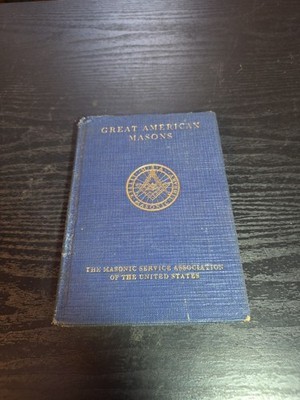 GREAT AMERICAN
MASONS
THE MASONIC SERVICE ASSOCIATION
OF THE UNITED STATES